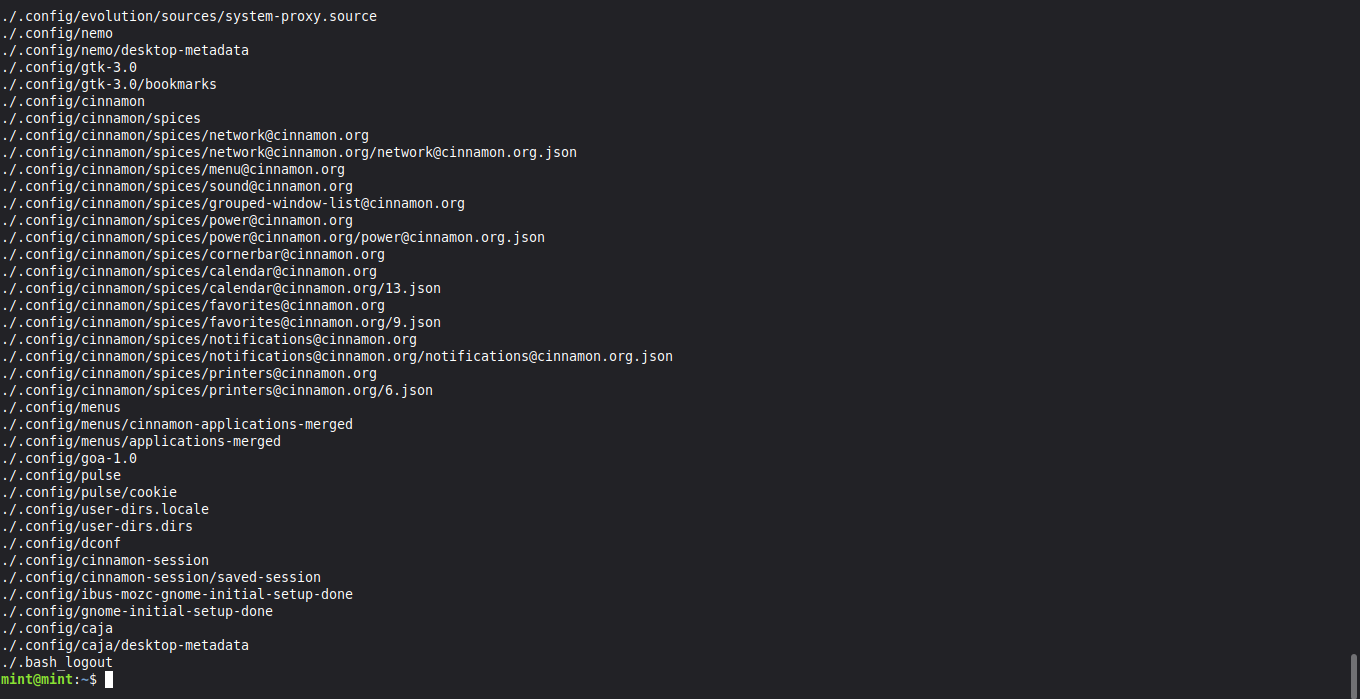 ./.config/evolution/sources/system-proxy.source
./.config/nemo
./.config/nemo/desktop-metadata
./.config/gtk-3.0
./.config/gtk-3.0/bookmarks
./.config/cinnamon
./.config/cinnamon/spices
./.config/cinnamon/spices/network@cinnamon.org
./.config/cinnamon/spices/network@cinnamon.org/network@cinnamon.org.json
./.config/cinnamon/spices/menu@cinnamon.org
./.config/cinnamon/spices/sound@cinnamon.org
./.config/cinnamon/spices/grouped-window-list@cinnamon.org
./.config/cinnamon/spices/power@cinnamon.org
./.config/cinnamon/spices/power@cinnamon.org/power@cinnamon.org.json
./.config/cinnamon/spices/cornerbar@cinnamon.org
./.config/cinnamon/spices/calendar@cinnamon.org
./.config/cinnamon/spices/calendar@cinnamon.org/13.json
./.config/cinnamon/spices/favorites@cinnamon.org
./.config/cinnamon/spices/favorites@cinnamon.org/9.json
./.config/cinnamon/spices/notifications@cinnamon.org
./.config/cinnamon/spices/notifications@cinnamon.org/notifications@cinnamon.org.json
./.config/cinnamon/spices/printers@cinnamon.org
./.config/cinnamon/spices/printers@cinnamon.org/6.json
./.config/menus
./.config/menus/cinnamon-applications-merged
./.config/menus/applications-merged
./.config/goa-1.0
./.config/pulse
./.config/pulse/cookie
./.config/user-dirs.locale
./.config/user-dirs.dirs
./.config/dconf
./.config/cinnamon-session
./.config/cinnamon-session/saved-session
./.config/ibus-mozc-gnome-initial-setup-done
./.config/gnome-initial-setup-done
./.config/caja
./.config/caja/desktop-metadata
./.bash_logout
mint@mint:~$